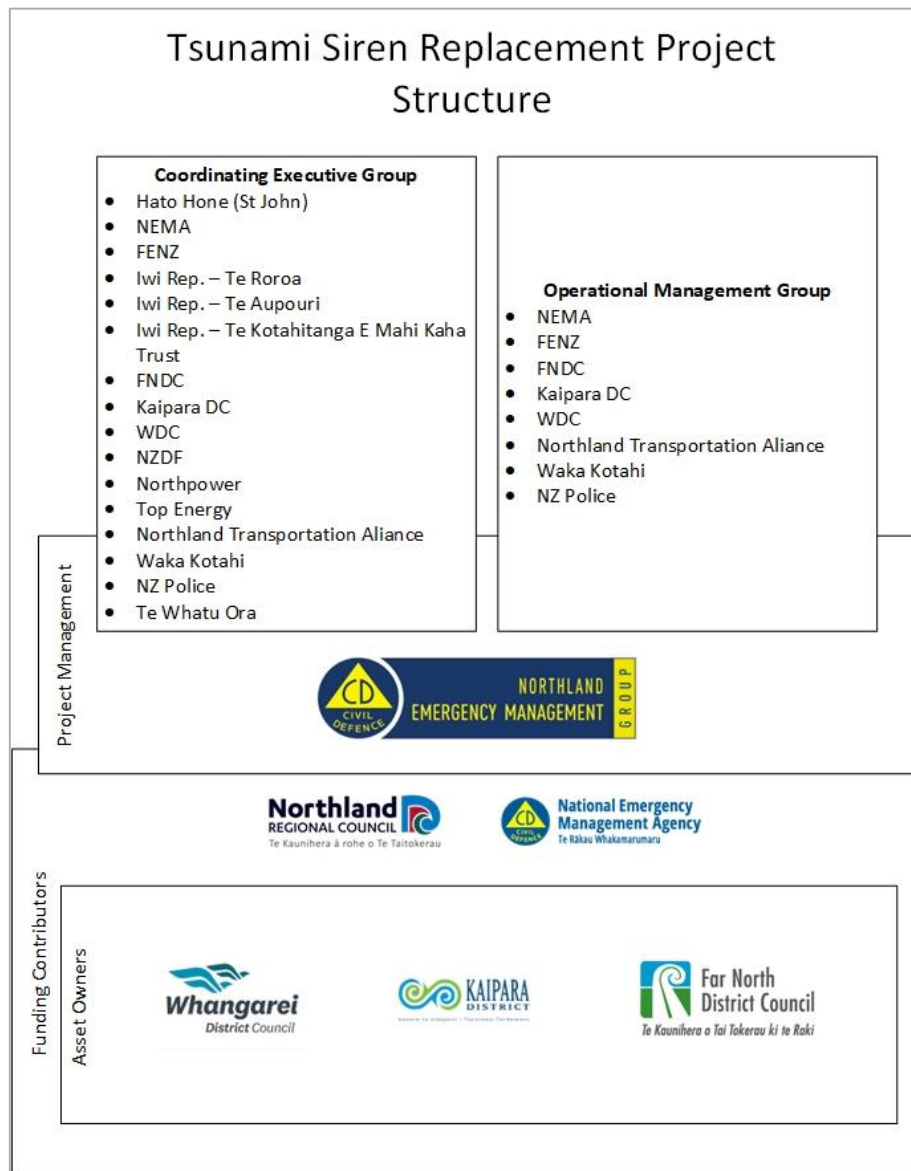 Tsunami Siren Replacement Project
Structure
Coordinating Executive Group
• Hato Hone (St John)
• NEMA
• FENZ
• Iwi Rep. – Te Roroa
• Iwi Rep. – Te Aupouri
• Iwi Rep. – Te Kotahitanga E Mahi Kaha
Trust
• FNDC
• Kaipara DC
• WDC
• NZDF
• Northpower
• Top Energy
• Northland Transportation Aliance
• Waka Kotahi
• NZ Police
• Te Whatu Ora
Operational Management Group
• NEMA
• FENZ
• FNDC
• Kaipara DC
• WDC
• Northland Transportation Aliance
• Waka Kotahi
• NZ Police
Project Management
CD
CIVIL
DEFENCE
NORTHLAND
EMERGENCY MANAGEMENT
GROUP
Funding Contributors
Northland
REGIONAL COUNCIL
Te Kaunihera ā rohe o Te Taitokerau
CD
CIVIL
DEFENCE
National Emergency
Management Agency
Te Rākau Whakamarumaru
Asset Owners
Whangarei
District Council
KAIPARA
DISTRICT
Far North
District Council
Te Kaunihera o Tai Tokerau ki te Raki